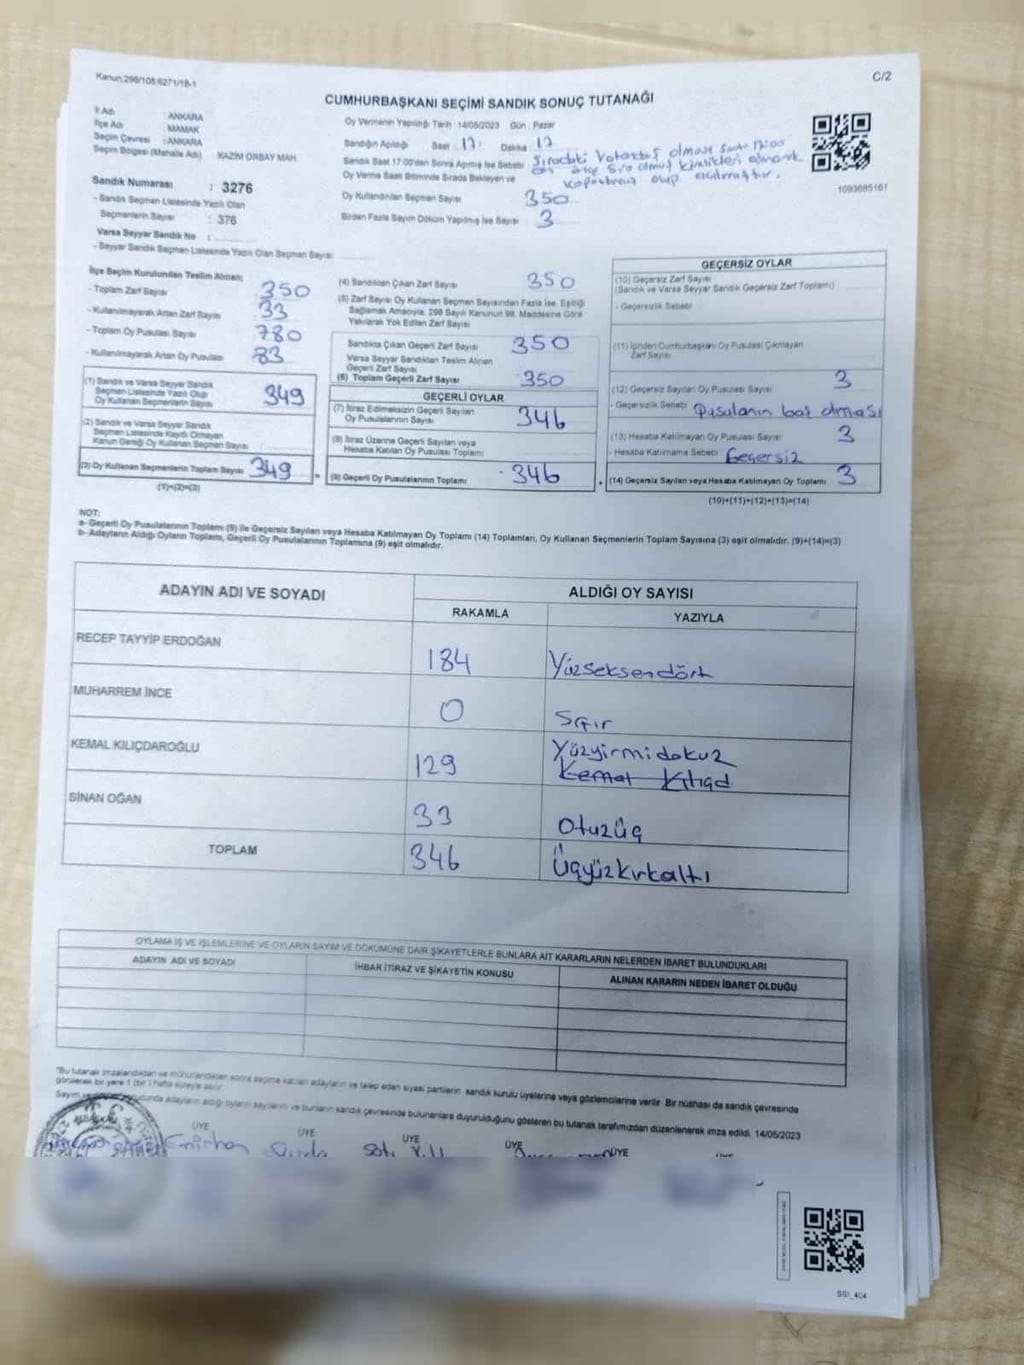 Kanun:298/108:6271/18-1
C/2
CUMHURBAŞKANI SEÇİMİ SANDIK SONUÇ TUTANAĞI
İl Adı : ANKARA
İlçe Adı : MAMAK
Seçim Çevresi : ANKARA
Seçim Bölgesi (Mahalle Adı) : KAZIM ORBAY MAH
Sandık Numarası : 3276
- Sandık Seçmen Listesinde Yazılı Olan
Seçmenlerin Sayısı : 376
Varsa Seyyar Sandık No :
- Seyyar Sandık Seçmen Listesinde Yazılı Olan Seçmen Sayısı:
Oy Vermenin Yapıldığı Tarih :14/05/2023 Gün : Pazar
Sandığın Açıldığı Saat : 17: Dakika : 17
Sandık Saat 17:00'den Sonra Açılmış İse Sebebi : Sıradaki Vatandaş olması
Oy Verme Saati Bitiminde Sırada Bekleyen ve
sıra olmuş kimlikleri alınarak
kapatılmış olup açılmıştır.
Oy Kullandırılan Seçmen Sayısı 350
Birden Fazla Sayım Döküm Yapılmış İse Sayısı : 3
1093685161
İlçe Seçim Kurulundan Teslim Alınan;
- Toplam Zarf Sayısı : 350
- Kullanılmayarak Artan Zarf Sayısı : 33
- Toplam Oy Pusulası Sayısı : 780
- Kullanılmayarak Artan Oy Pusulası : 83
(1) Sandık ve Varsa Seyyar Sandık
Seçmen Listesinde Yazılı Olup
Oy Kullanan Seçmenlerin Sayısı : 349
(2) Sandık ve Varsa Seyyar Sandık
Seçmen Listesinde Kayıtlı Olmayan
Kanun Gereği Oy Kullanan Seçmen Sayısı :
(3) Oy Kullanan Seçmenlerin Toplam Sayısı : 349
(1)+(2)=(3)
(4) Sandıktan Çıkan Zarf Sayısı : 350
(5) Zarf Sayısı Oy Kullanan Seçmen Sayısından Fazla İse, Eşitliği
Sağlamak Amacıyla, 298 Sayılı Kanunun 98. Maddesine Göre
Yakılarak Yok Edilen Zarf Sayısı :
Sandıkta Çıkan Geçerli Zarf Sayısı : 350
Varsa Seyyar Sandıktan Teslim Alınan
Geçerli Zarf Sayısı :
(6) Toplam Geçerli Zarf Sayısı : 350
GEÇERLİ OYLAR
(7) İtiraz Edilmeksizin Geçerli Sayılan
Oy Pusulalarının Sayısı : 346
(8) İtiraz Üzerine Geçerli Sayılan veya
Hesaba Katılan Oy Pusulaları Toplamı :
(9) Geçerli Oy Pusulalarının Toplamı : 346
GEÇERSİZ OYLAR
(10) Geçersiz Zarf Sayısı
(Sandık ve Varsa Seyyar Sandık Geçersiz Zarf Toplamı) :
- Geçersizlik Sebebi :
(11) İçinden Cumhurbaşkanı Oy Pusulası Çıkmayan
Zarf Sayısı :
(12) Geçersiz Sayılan Oy Pusulası Sayısı : 3
- Geçersizlik Sebebi : Pusulanın boş olması
(13) Hesaba Katılmayan Oy Pusulası Sayısı : 3
- Hesaba Katılmama Sebebi : Geçersiz
(14) Geçersiz Sayılan veya Hesaba Katılmayan Oy Toplamı : 3
(10)+(11)+(12)+(13)=(14)
NOT:
a- Geçerli Oy Pusulalarının Toplamı (9) ile Geçersiz Sayılan veya Hesaba Katılmayan Oy Toplamı (14) Toplamları, Oy Kullanan Seçmenlerin Toplam Sayısına (3) eşit olmalıdır. (9)+(14)=(3)
b- Adayların Aldığı Oyların Toplamı, Geçerli Oy Pusulalarının Toplamına (9) eşit olmalıdır.
ADAYIN ADI VE SOYADI
ALDIĞI OY SAYISI
RAKAMLA
YAZIYLA
RECEP TAYYİP ERDOĞAN 184 Yüzseksendört
MUHARREM İNCE 0 Sıfır
KEMAL KILIÇDAROĞLU 129 Yüzyirmidokuz
Kemal Kılıçd
SİNAN OĞAN 33 Otuzüç
TOPLAM 346 Üçyüzkırkaltı
OYLAMA İŞ VE İŞLEMLERİNE VE OYLARIN SAYIM VE DÖKÜMÜNE DAİR ŞİKAYETLERLE BUNLARA AİT KARARLARIN NELERDEN İBARET BULUNDUKLARI
ADAYIN ADI VE SOYADI
İHBAR İTİRAZ VE ŞİKAYETİN KONUSU
ALINAN KARARIN NEDEN İBARET OLDUĞU
"Bu tutanak imzalandıktan ve mühürlendikten sonra seçime katılan adayların ve talep eden siyasi partilerin sandık kurulu üyelerine veya gözlemcilerine verilir. Bir nüshası da sandık çevresinde
görülecek bir yere 1 (bir) hafta süreyle asılır.
adayların aldığı oyların sayılarını ve bunların sandık çevresinde bulunanlara duyurulduğunu gösteren bu tutanak tarafımızdan düzenlenerek imza edildi. 14/05/2023
ÜYE ÜYE ÜYE ÜYE ÜYE
SSI_404